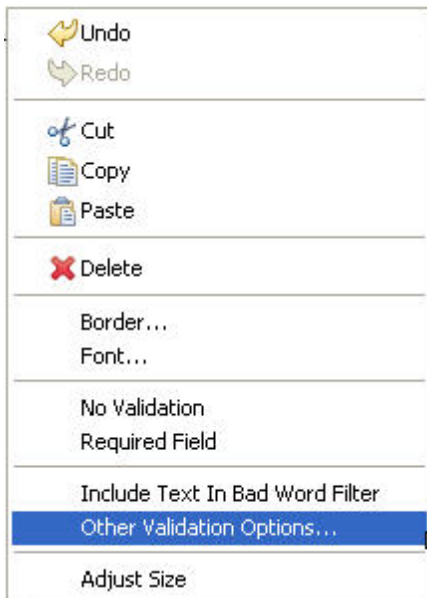 Undo
Redo
Cut
Copy
Paste
Delete
Border...
Font...
No Validation
Required Field
Include Text In Bad Word Filter
Other Validation Options...
Adjust Size